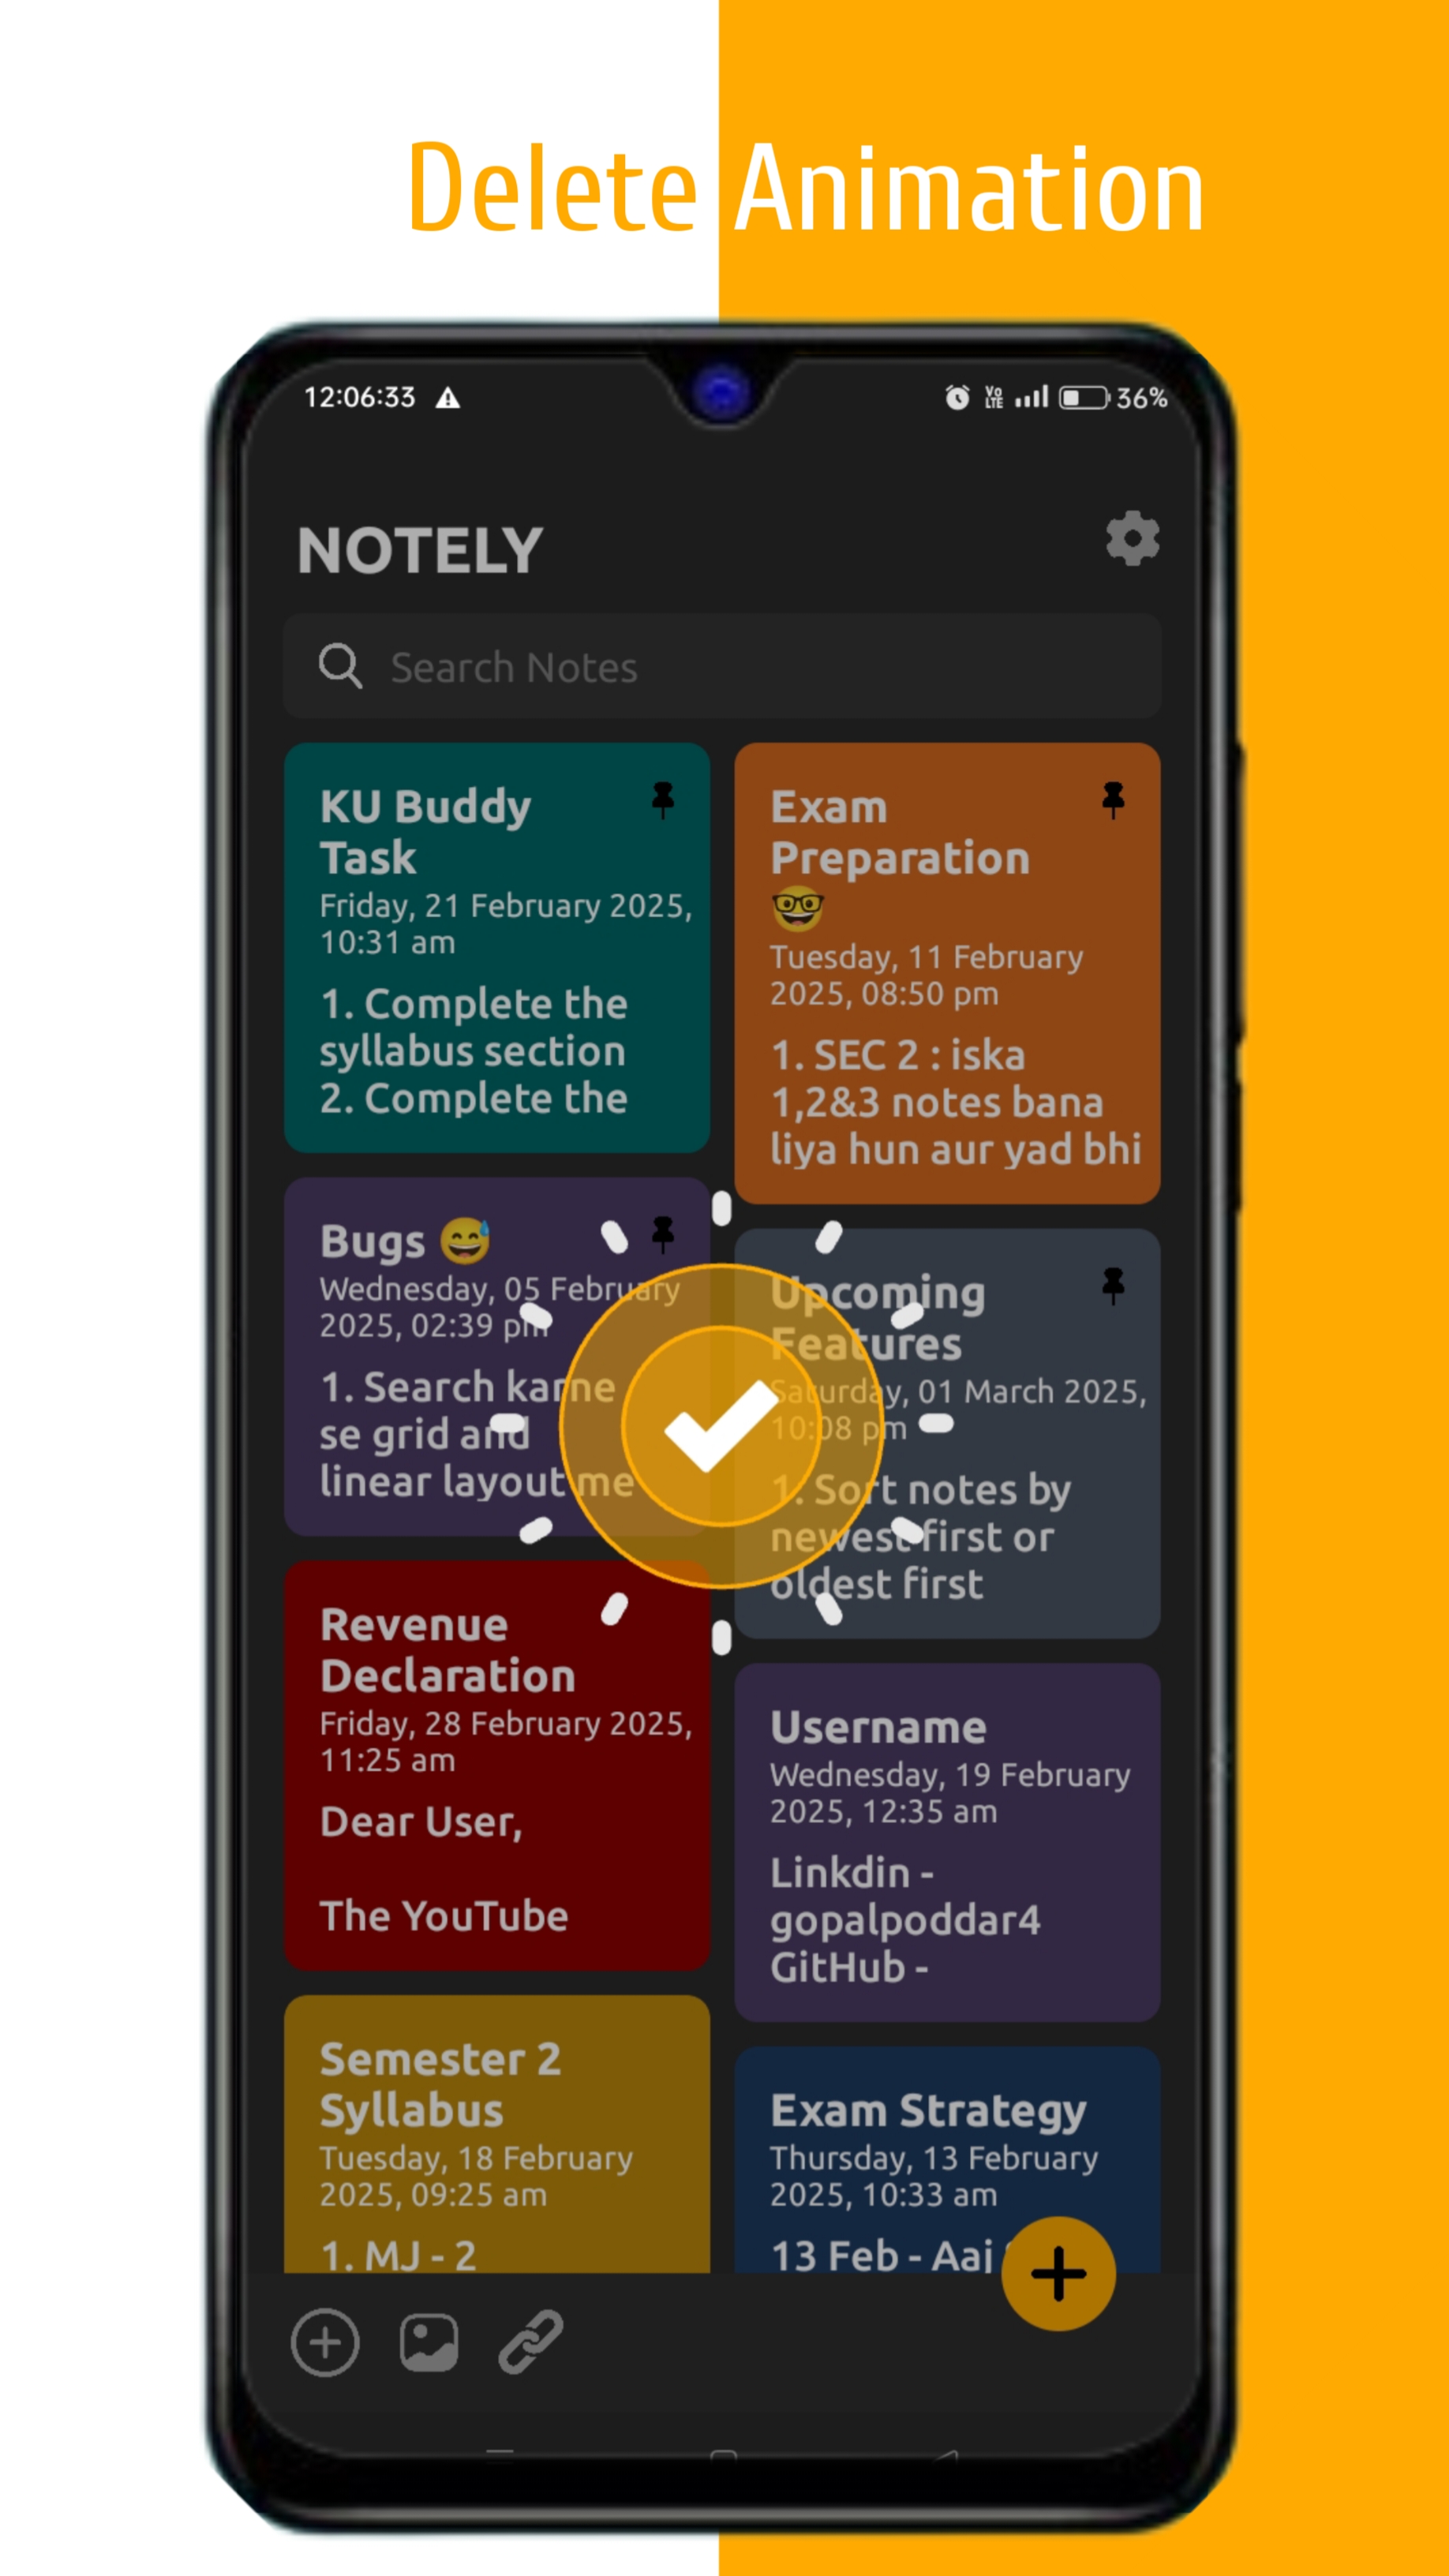 Delete Animation
12:06:33
Vo
LTE
36%
NOTELY
Search Notes
KU Buddy
Task
Friday, 21 February 2025,
10:31 am
1. Complete the
syllabus section
2. Complete the
Exam
Preparation
🤓
Tuesday, 11 February
2025, 08:50 pm
1. SEC 2 : iska
1,2&3 notes bana
liya hun aur yad bhi
Bugs 😅
Wednesday, 05 February
2025, 02:39 pm
1. Search karne
se grid and
linear layout me
Upcoming
Features
Saturday, 01 March 2025,
10:08 pm
1. Sort notes by
newest first or
oldest first
Revenue
Declaration
Friday, 28 February 2025,
11:25 am
Dear User,
The YouTube
Username
Wednesday, 19 February
2025, 12:35 am
Linkdin -
gopalpoddar4
GitHub -
Semester 2
Syllabus
Tuesday, 18 February
2025, 09:25 am
1. MJ - 2
Exam Strategy
Thursday, 13 February
2025, 10:33 am
13 Feb - Aaj